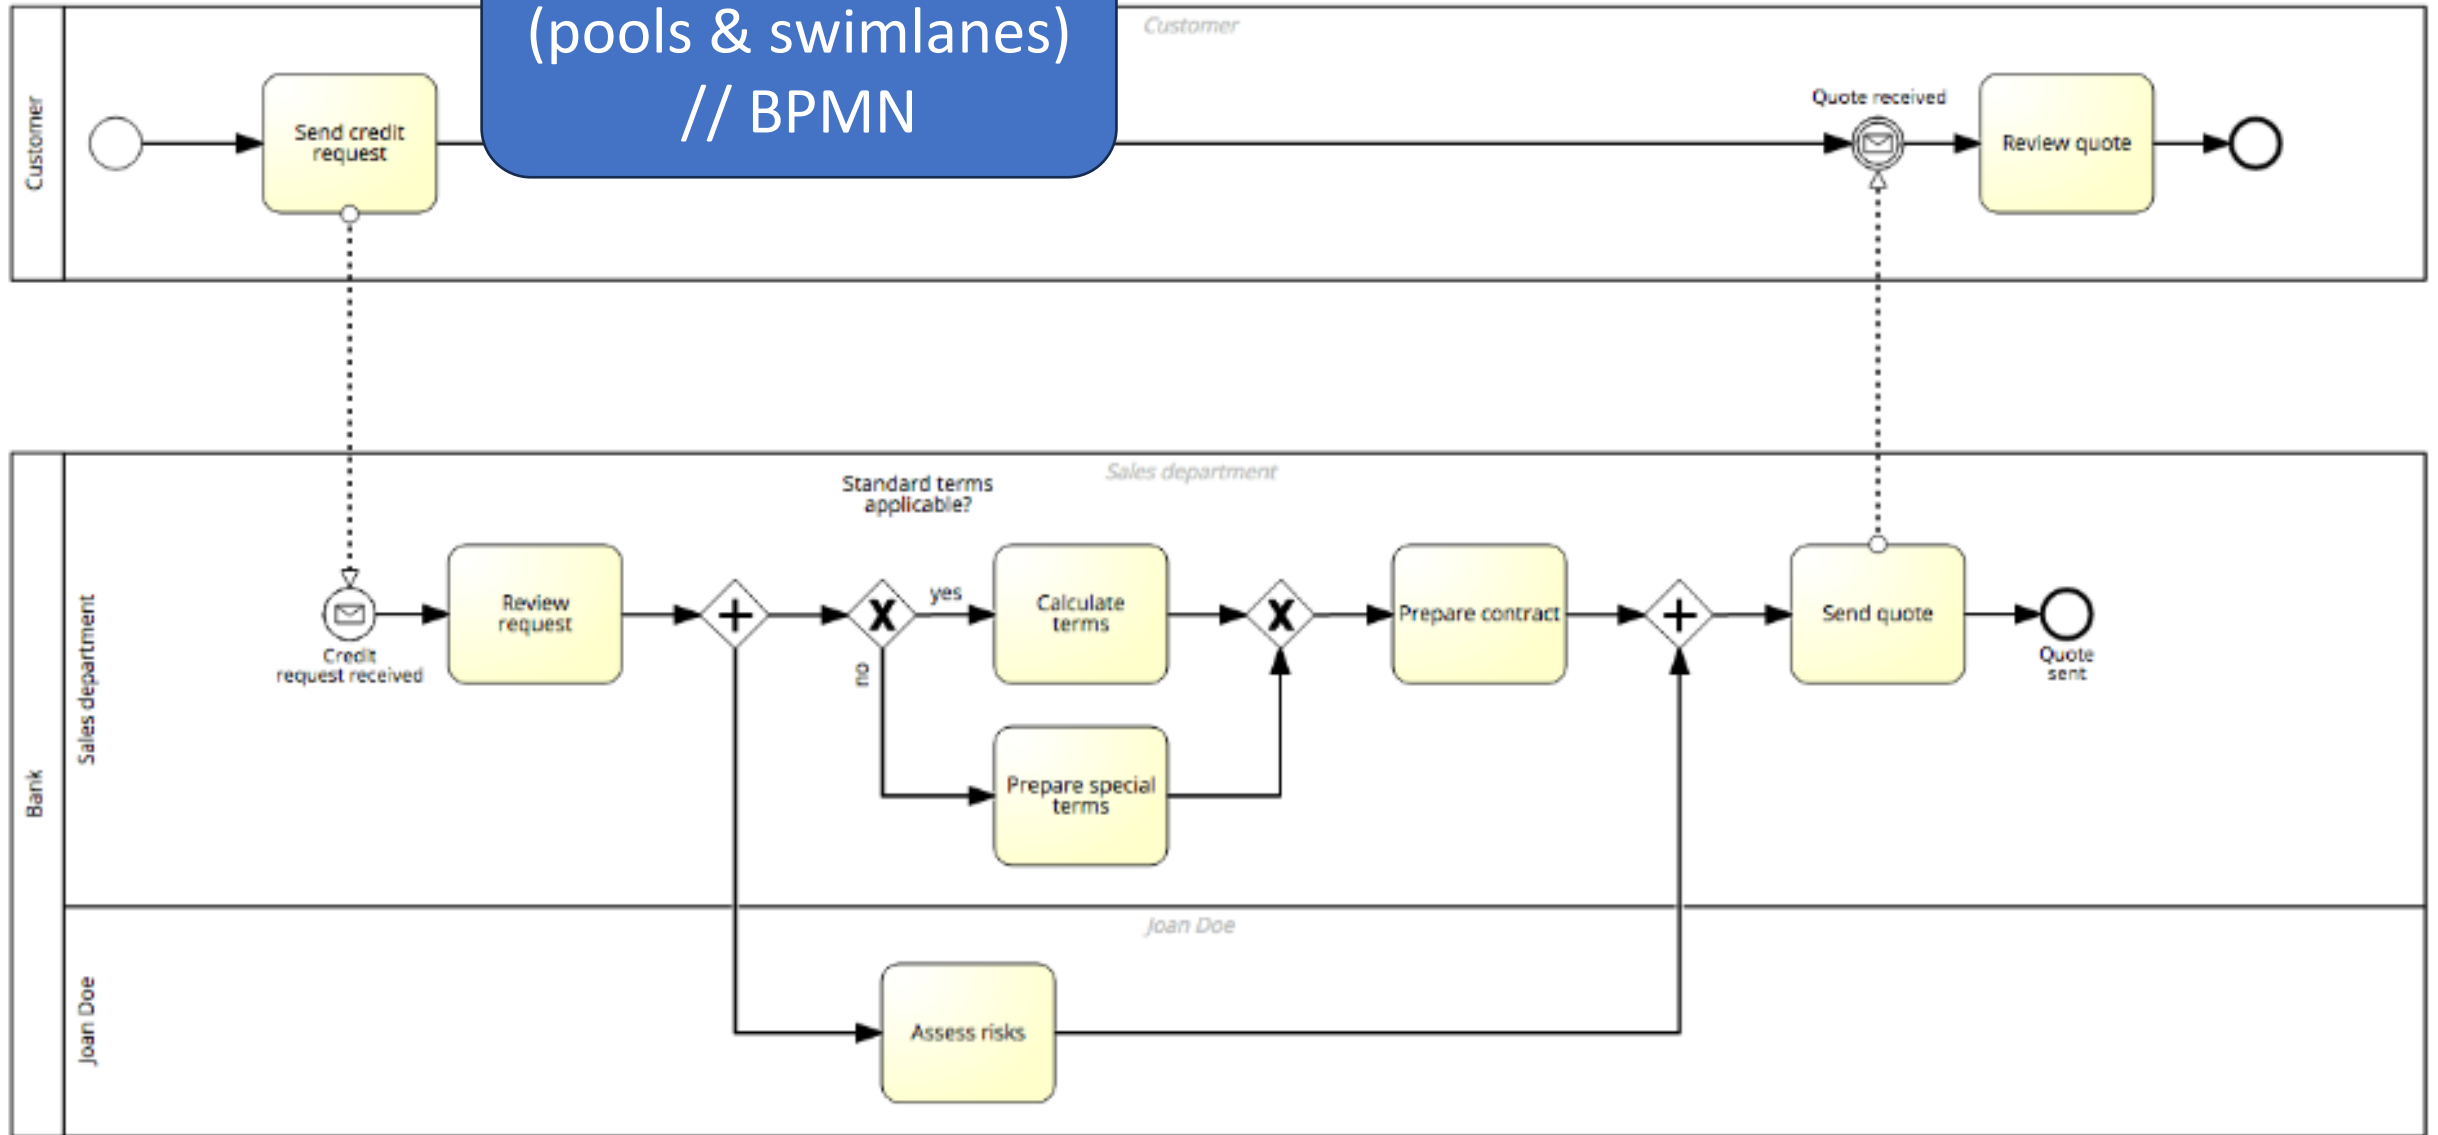 (pools & swimlanes)
// BPMN
Customer
Customer
Send credit
request
Quote received
Review quote
Bank
Sales department
Sales department
Standard terms
applicable?
Credit
request received
Review
request
yes
no
Calculate
terms
Prepare special
terms
Prepare contract
Send quote
Quote
sent
Joan Doe
Joan Doe
Assess risks